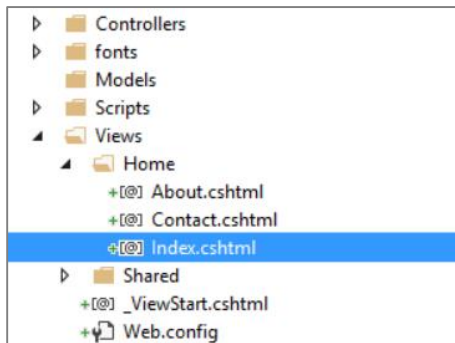 Controllers
fonts
Models
Scripts
Views
Home
+[@] About.cshtml
+[@] Contact.cshtml
+[@] Index.cshtml
Shared
+[@] _ViewStart.cshtml
+ Web.config